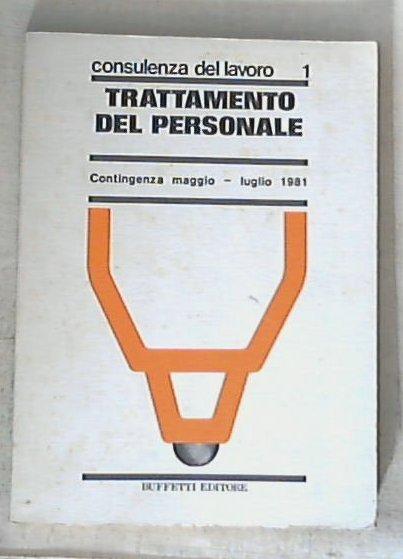 consulenza del lavoro 1
TRATTAMENTO
DEL PERSONALE
Contingenza maggio - luglio 1981
BUFFETTI EDITORE